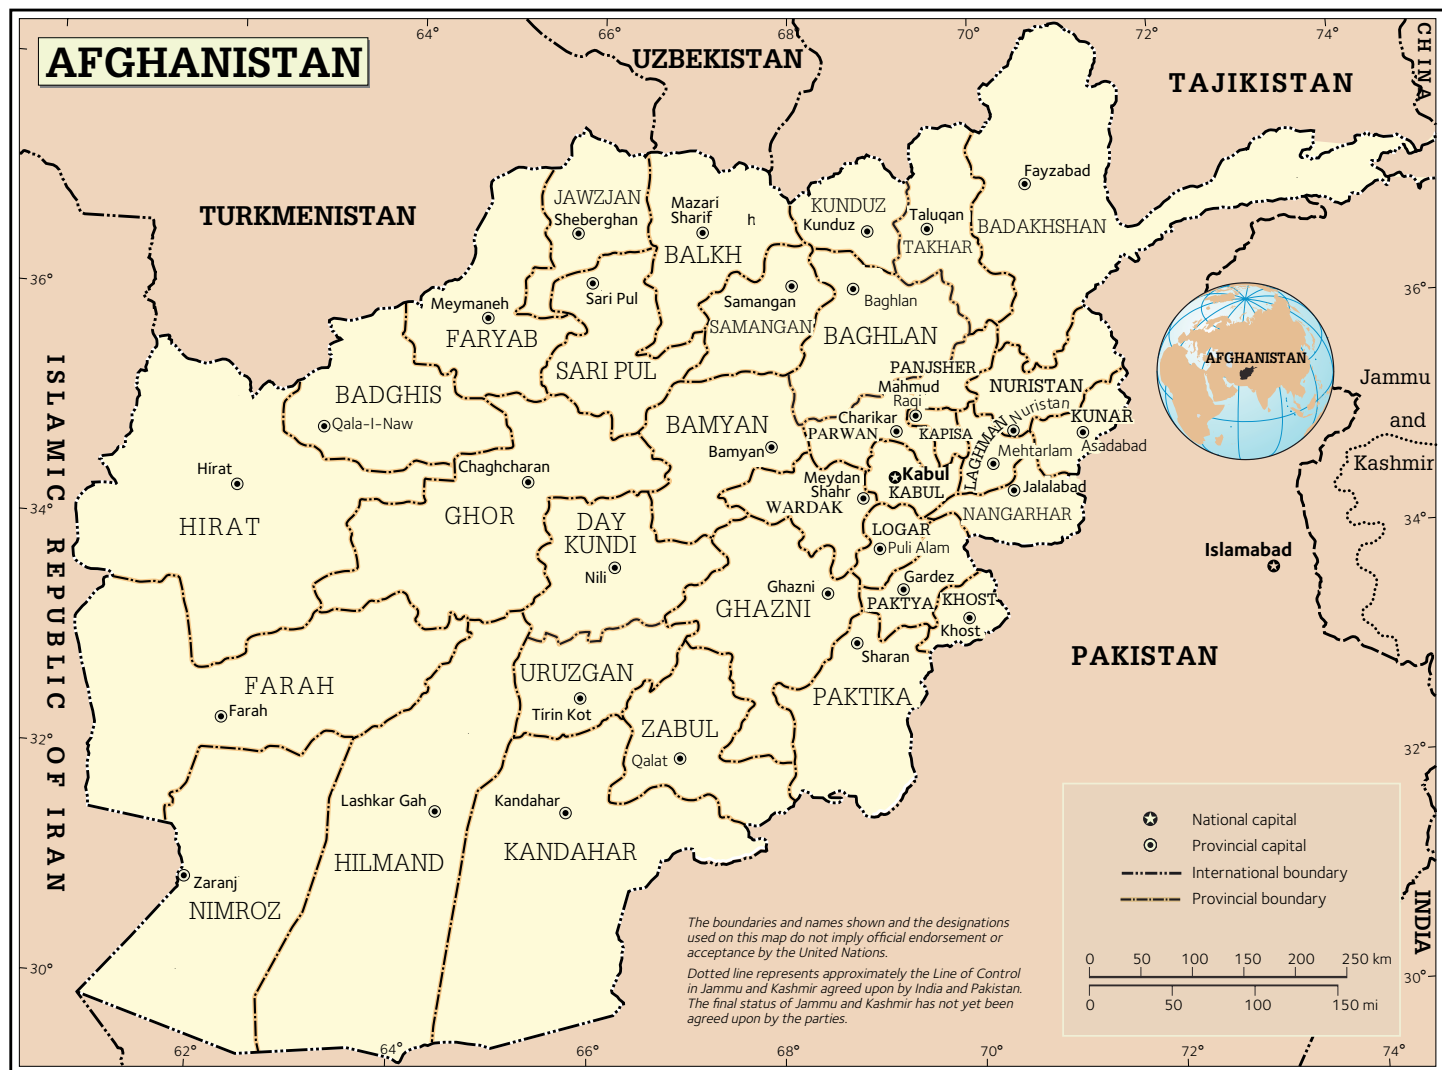 64°
66°
68°
70°
72°
74°
CHINA
AFGHANISTAN
UZBEKISTAN
TAJIKISTAN
TURKMENISTAN
Fayzabad
JAWZJAN
Sheberghan
Mazari
Sharif
h
BALKH
KUNDUZ
Kunduz
Taluqan
TAKHAR
BADAKHSHAN
36°
36°
Meymaneh
FARYAB
Sari Pul
SARI PUL
Samangan
SAMANGAN
Baghlan
BAGHLAN
AFGHANISTAN
Jammu
and
Kashmir
ISLAMIC REPUBLIC OF IRAN
BADGHIS
Qala-I-Naw
PANJSHER
Mahmud
Raqi
NURISTAN
Nuristan
KUNAR
Asadabad
Charikar
PARWAN
KAPISA
LAGHMAN
Mehtarlam
BAMYAN
Bamyan
Hirat
HIRAT
Chaghcharan
GHOR
DAY
KUNDI
Nili
Meydan
Shahr
WARDAK
Kabul
KABUL
Jalalabad
NANGARHAR
34°
34°
LOGAR
Puli Alam
Islamabad
Ghazni
GHAZNI
Gardez
PAKTYA
KHOST
Khost
PAKISTAN
Sharan
PAKTIKA
FARAH
Farah
URUZGAN
Tirin Kot
ZABUL
Qalat
32°
32°
Lashkar Gah
HILMAND
Kandahar
KANDAHAR
Zaranj
NIMROZ
National capital
Provincial capital
International boundary
Provincial boundary
INDIA
0 50 100 150 200 250 km
0 50 100 150 mi
The boundaries and names shown and the designations
used on this map do not imply official endorsement or
acceptance by the United Nations.
Dotted line represents approximately the Line of Control
in Jammu and Kashmir agreed upon by India and Pakistan.
The final status of Jammu and Kashmir has not yet been
agreed upon by the parties.
30°
30°
62°
64°
66°
68°
70°
72°
74°